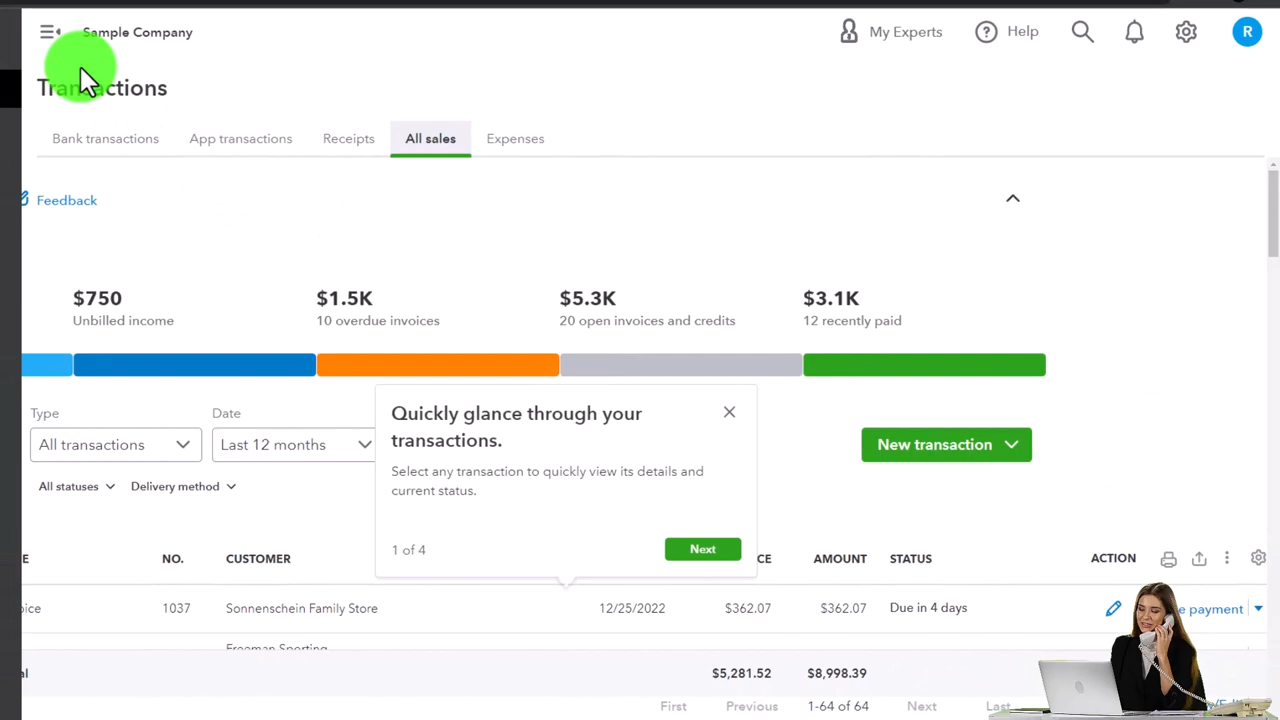 Sample Company
My Experts
Help
R
Transactions
Bank transactions
App transactions
Receipts
All sales
Expenses
Feedback
$750
$1.5K
$5.3K
$3.1K
Unbilled income
10 overdue invoices
20 open invoices and credits
12 recently paid
Type
Date
Quickly glance through your
transactions.
All transactions
Last 12 months
New transaction
Select any transaction to quickly view its details and
current status.
All statuses
Delivery method
1 of 4
Next
E
NO.
CUSTOMER
CE
AMOUNT
STATUS
ACTION
oice
1037
Sonnenschein Family Store
12/25/2022
$362.07
$362.07
Due in 4 days
e payment
Freeman Sporting
al
$5,281.52
$8,998.39
First
Previous
1-64 of 64
Next
Last